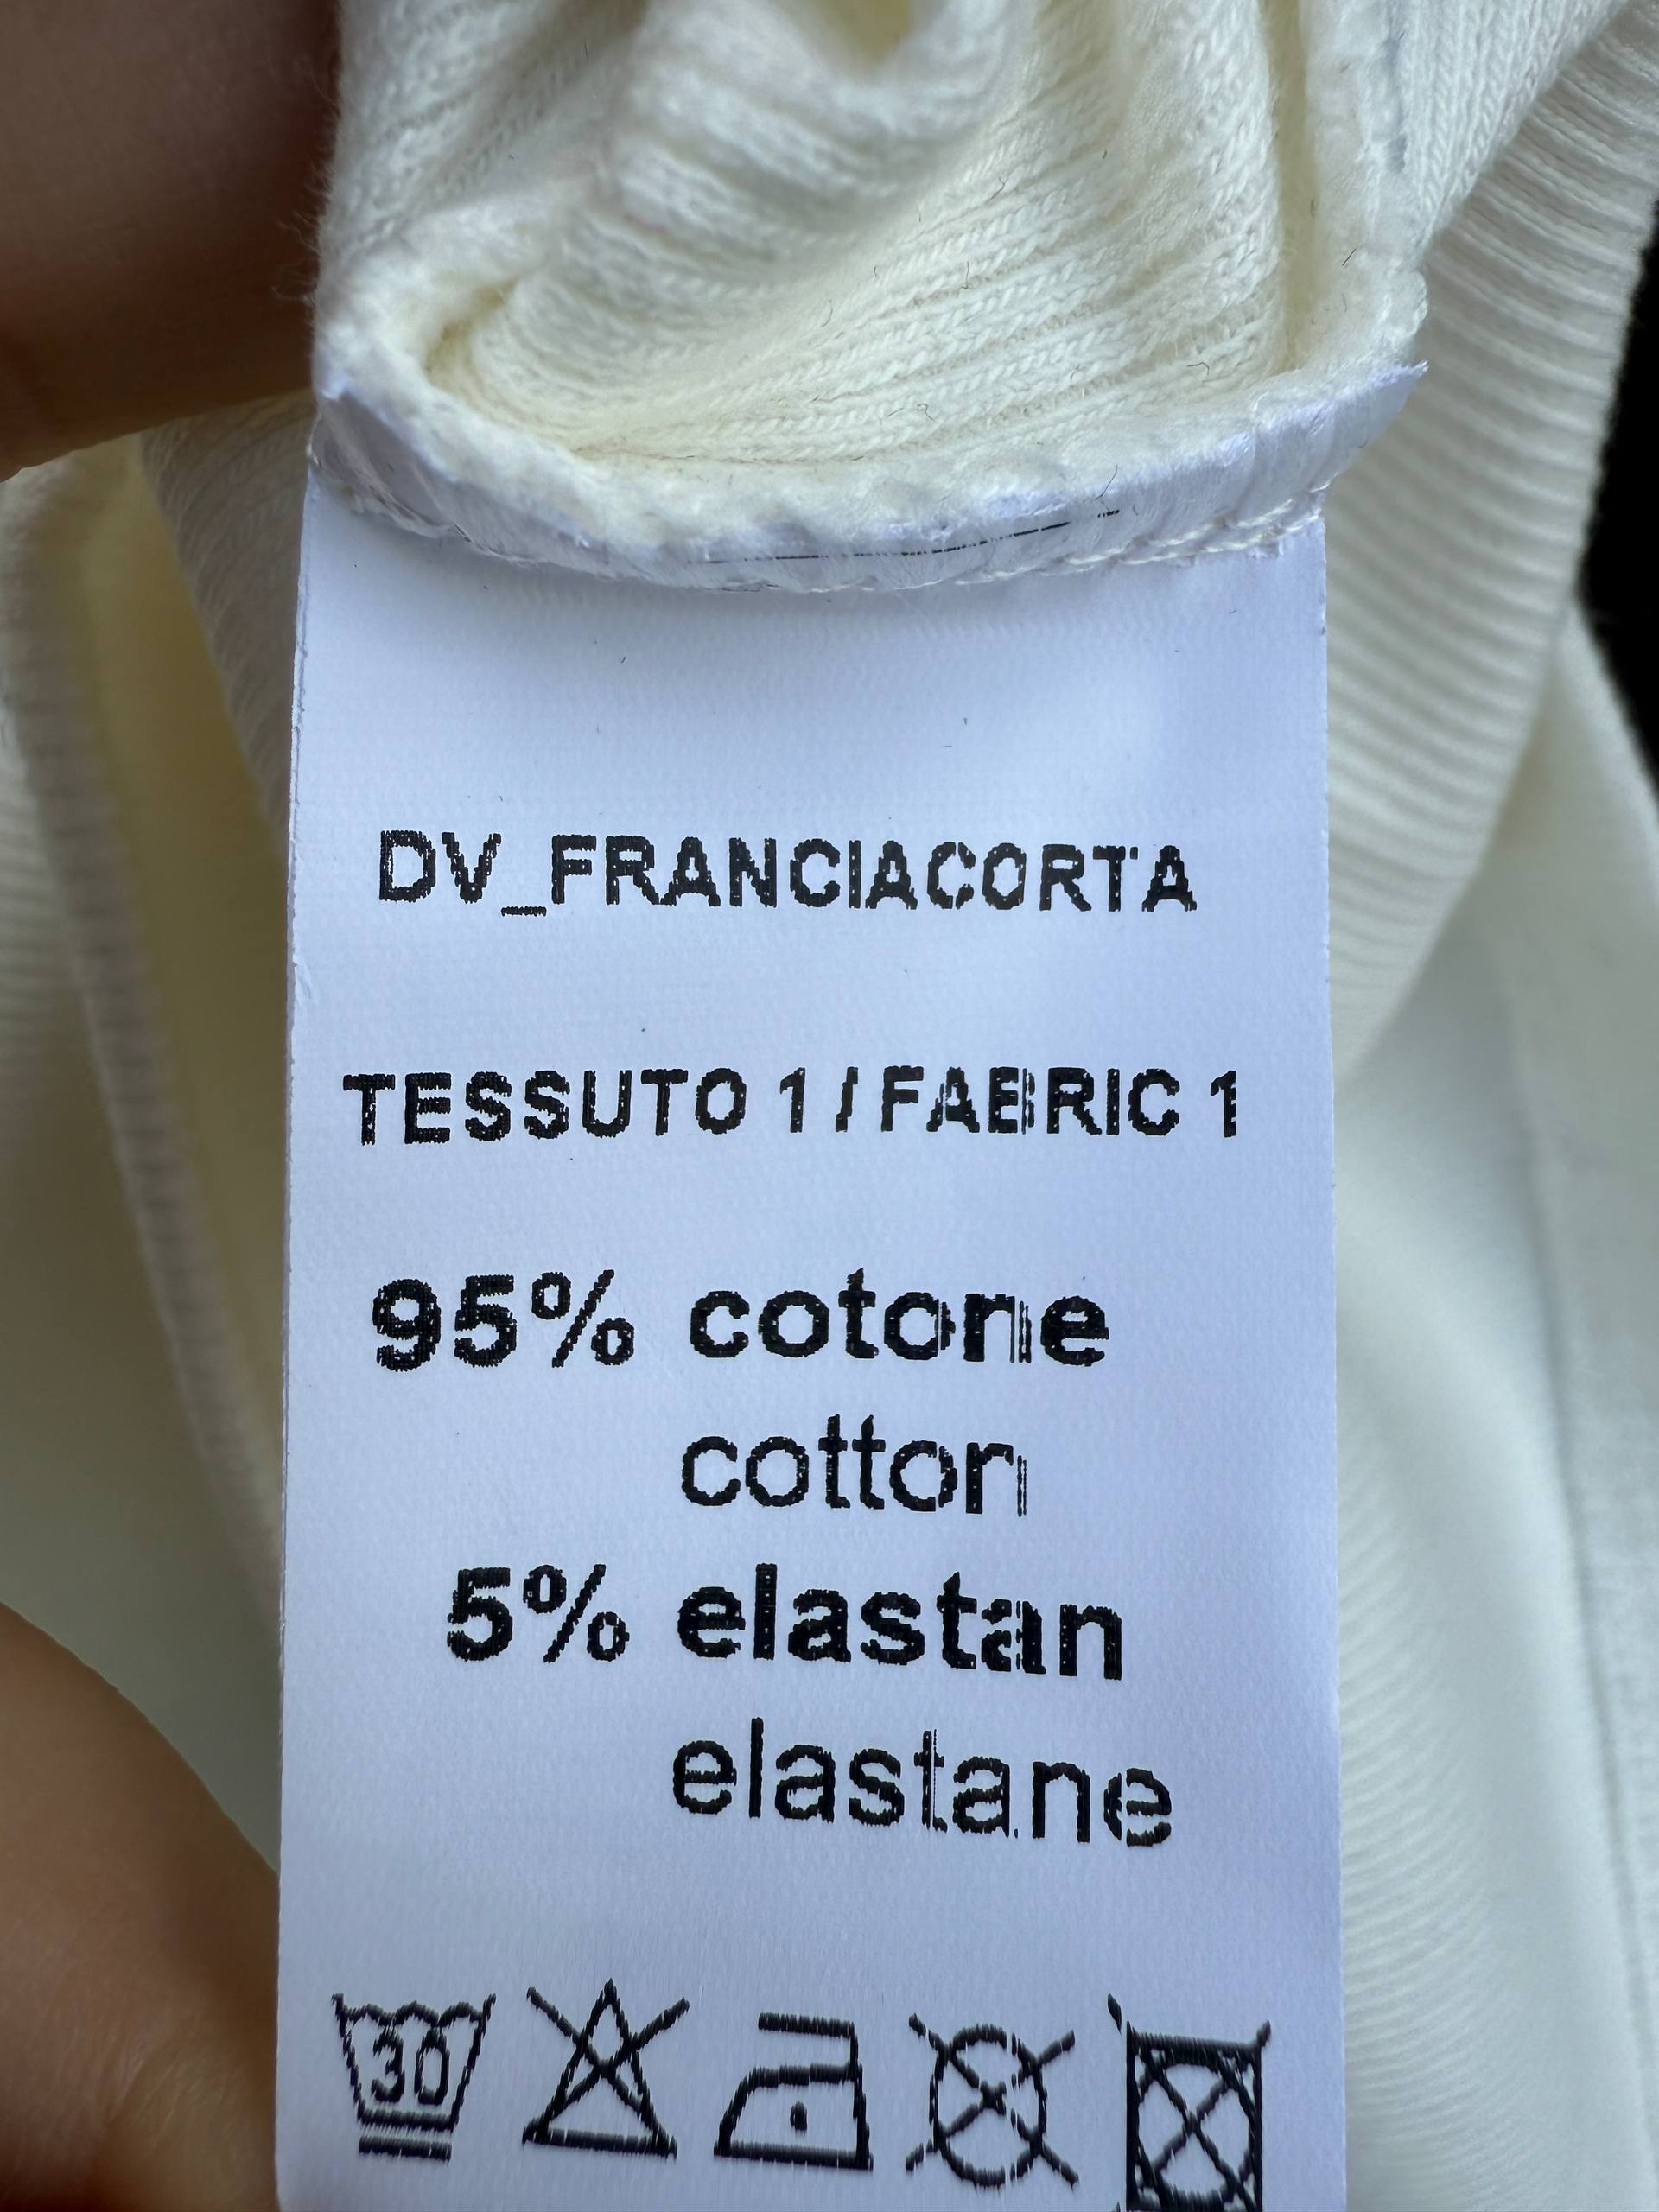 DV_FRANCIACORTA
TESSUTO 1 / FABRIC 1
95% cotone
cotton
5% elastan
elastane
30